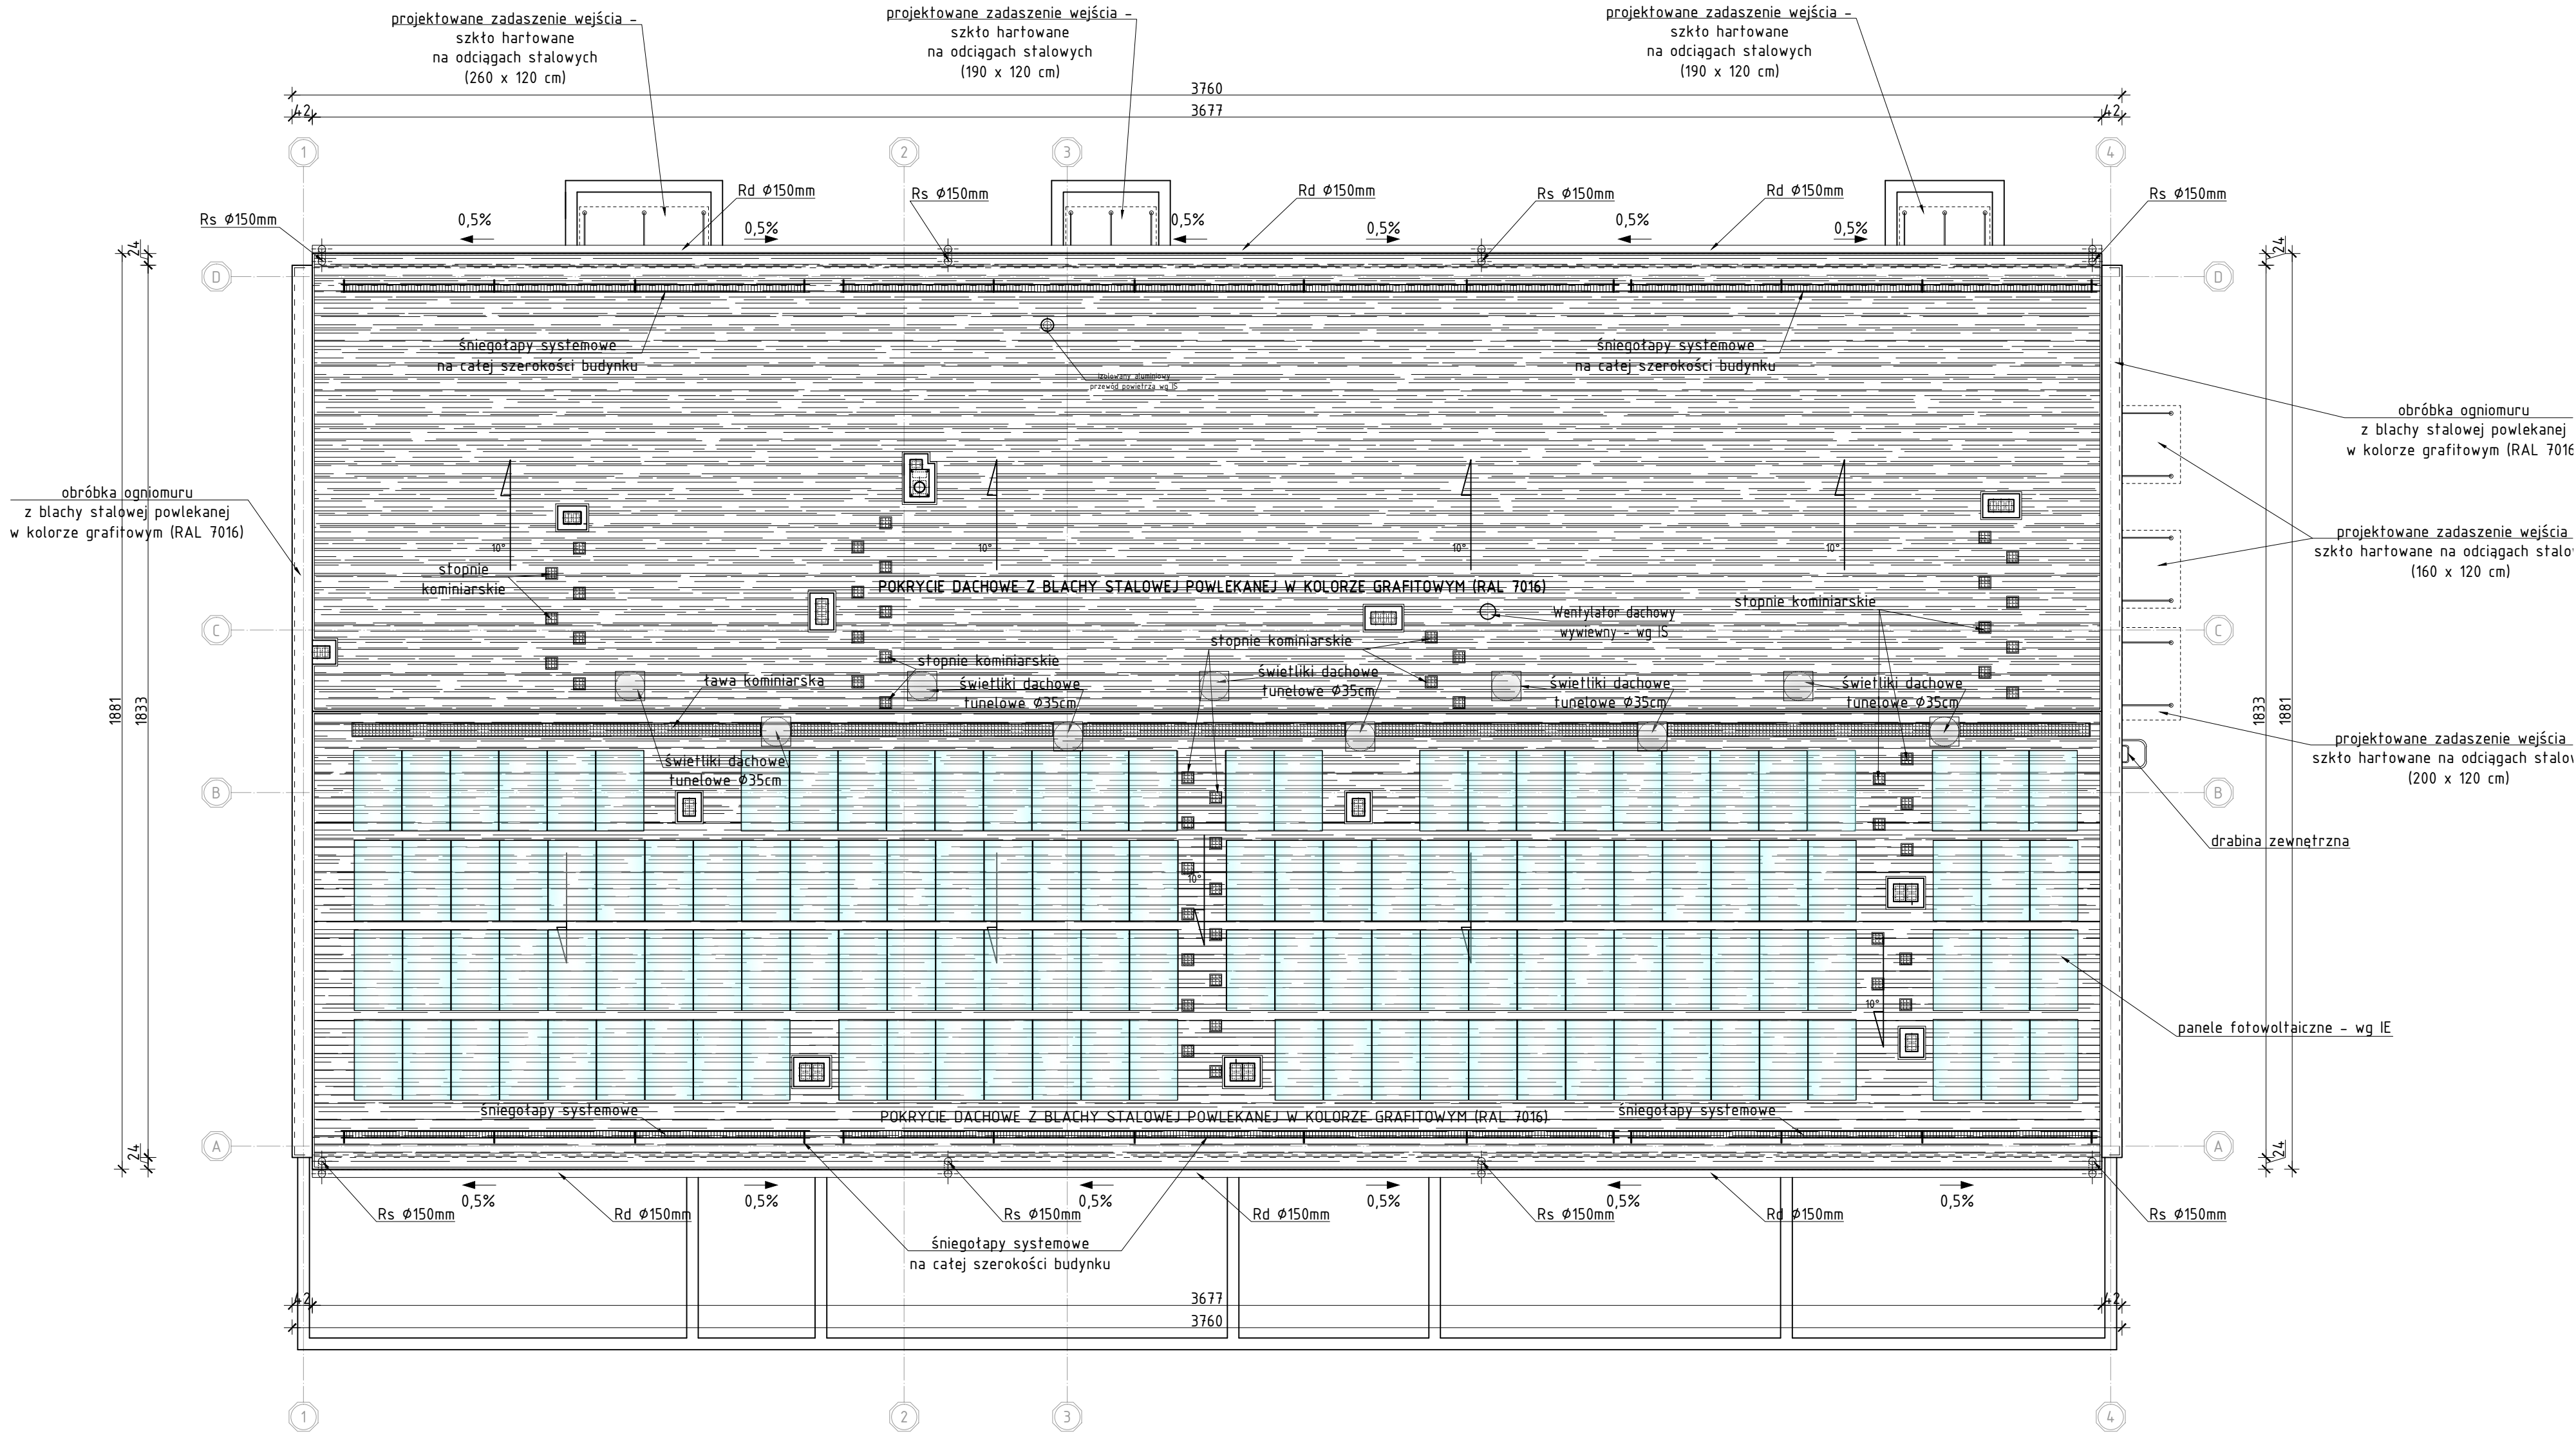 projektowane zadaszenie wejścia –
szkło hartowane
na odciągach stalowych
(260 x 120 cm)
projektowane zadaszenie wejścia –
szkło hartowane
na odciągach stalowych
(190 x 120 cm)
projektowane zadaszenie wejścia –
szkło hartowane
na odciągach stalowych
(190 x 120 cm)
3760
42
3677
42
1
2
3
4
Rs Ø150mm
0,5%
0,5%
Rd Ø150mm
Rs Ø150mm
0,5%
Rd Ø150mm
0,5%
Rs Ø150mm
0,5%
Rd Ø150mm
0,5%
Rs Ø150mm
24
24
D
D
śniegołapy systemowe
na całej szerokości budynku
Izolowany aluminiowy
przewód powietrza wg IS
śniegołapy systemowe
na całej szerokości budynku
obróbka ogniomuru
z blachy stalowej powlekanej
w kolorze grafitowym (RAL 7016
obróbka ogniomuru
z blachy stalowej powlekanej
w kolorze grafitowym (RAL 7016)
10°
10°
10°
10°
projektowane zadaszenie wejścia
szkło hartowane na odciągach stalo
(160 x 120 cm)
stopnie
kominiarskie
POKRYCIE DACHOWE Z BLACHY STALOWEJ POWLEKANEJ W KOLORZE GRAFITOWYM (RAL 7016)
Wentylator dachowy
wywiewny – wg IS
stopnie kominiarskie
C
C
stopnie kominiarskie
stopnie kominiarskie
ława kominiarska
świetliki dachowe
tunelowe Ø35cm
świetliki dachowe
tunelowe Ø35cm
świetliki dachowe
tunelowe Ø35cm
świetliki dachowe
tunelowe Ø35cm
1881
1833
1833
1881
świetliki dachowe
tunelowe Ø35cm
projektowane zadaszenie wejścia
szkło hartowane na odciągach stalo
(200 x 120 cm)
B
B
drabina zewnętrzna
10°
10°
panele fotowoltaiczne – wg IE
śniegołapy systemowe
POKRYCIE DACHOWE Z BLACHY STALOWEJ POWLEKANEJ W KOLORZE GRAFITOWYM (RAL 7016)
śniegołapy systemowe
A
A
24
24
0,5%
0,5%
0,5%
0,5%
0,5%
0,5%
Rs Ø150mm
Rd Ø150mm
Rs Ø150mm
Rd Ø150mm
Rs Ø150mm
Rd Ø150mm
Rs Ø150mm
śniegołapy systemowe
na całej szerokości budynku
42
3677
42
3760
1
2
3
4